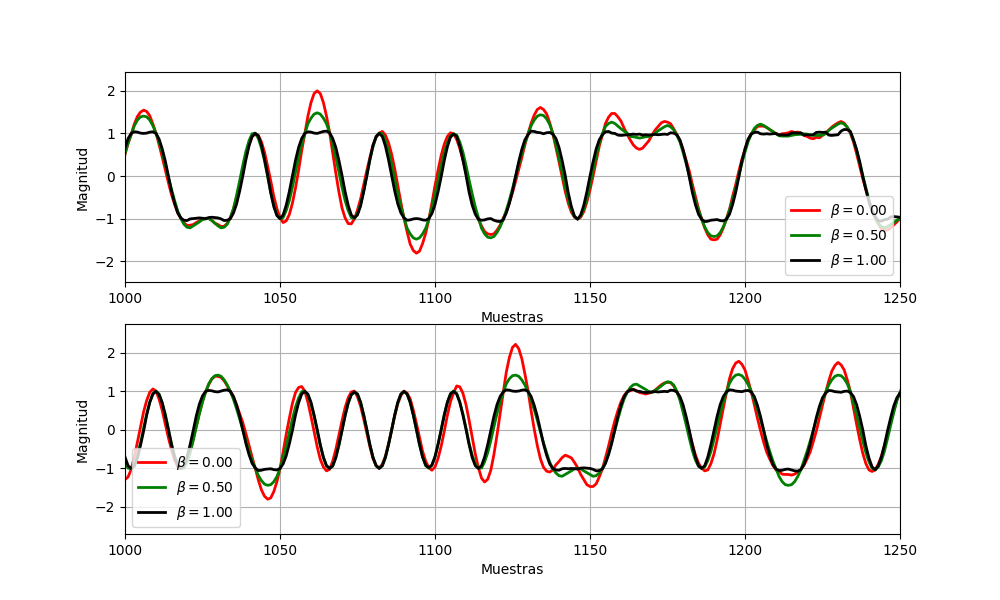 Magnitud
2
1
0
−1
−2
β = 0.00
β = 0.50
β = 1.00
1000 1050 1100 1150 1200 1250
Muestras
Magnitud
2
1
0
−1
−2
β = 0.00
β = 0.50
β = 1.00
1000 1050 1100 1150 1200 1250
Muestras